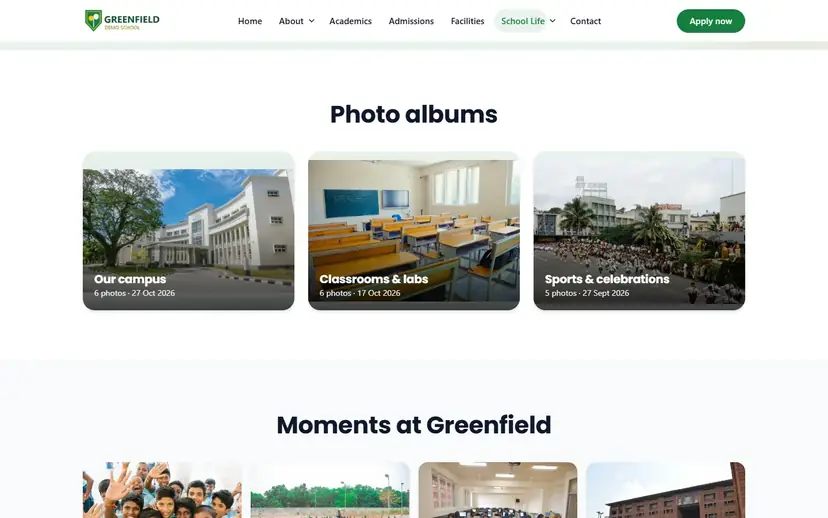 GREENFIELD
DEMO SCHOOL
Home About Academics Admissions Facilities School Life Contact Apply now
Photo albums
Our campus
6 photos · 27 Oct 2026
Classrooms & labs
6 photos · 17 Oct 2026
Sports & celebrations
5 photos · 27 Sept 2026
Moments at Greenfield